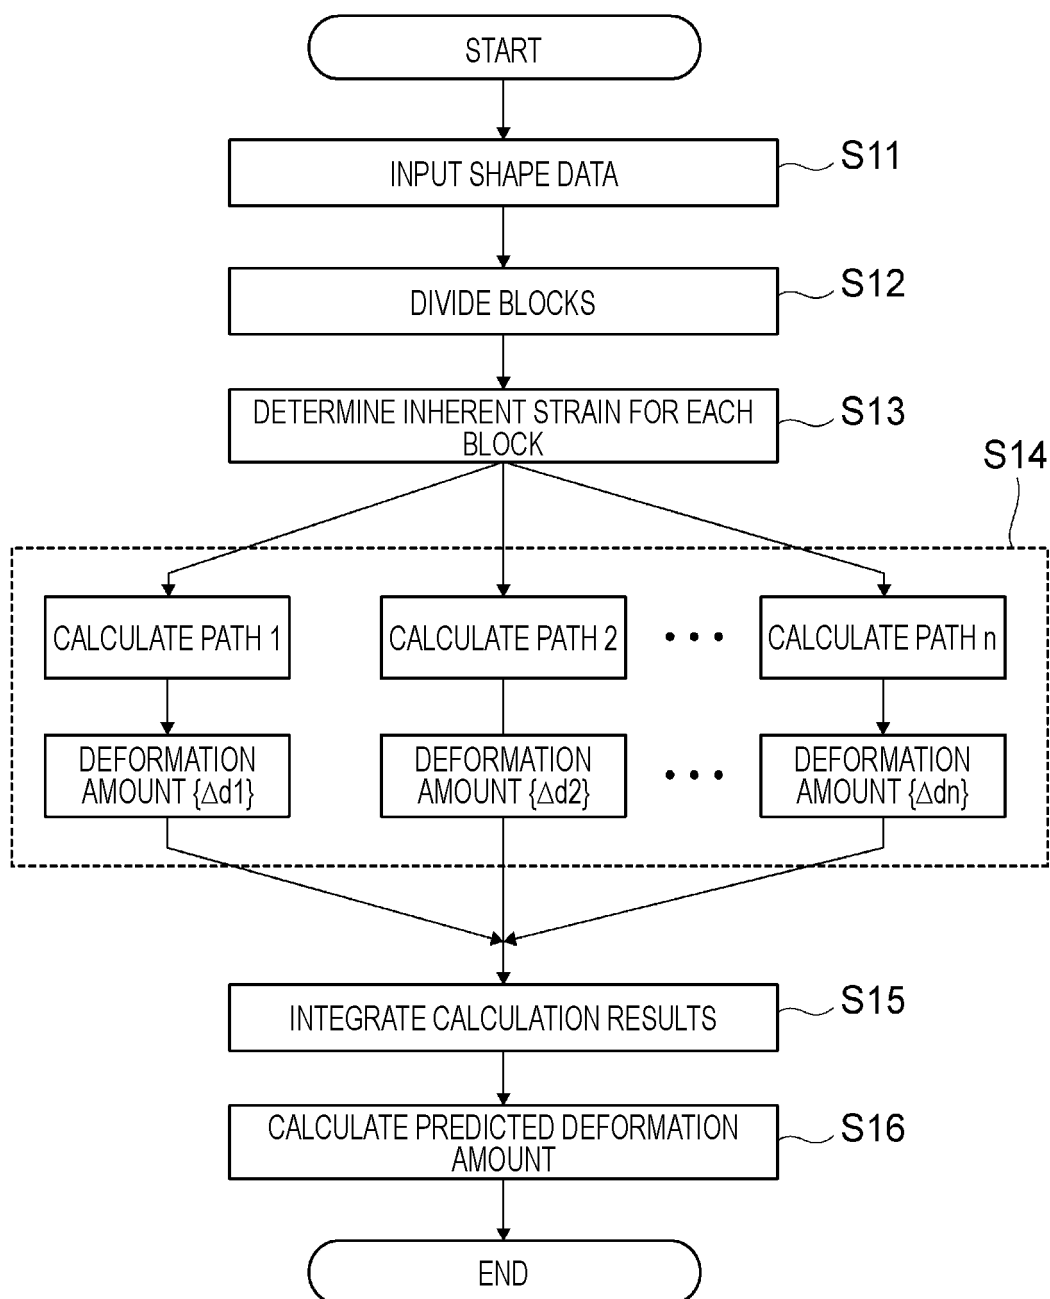 START
INPUT SHAPE DATA
S11
DIVIDE BLOCKS
S12
DETERMINE INHERENT STRAIN FOR EACH
BLOCK
S13
S14
CALCULATE PATH 1
CALCULATE PATH 2
• • •
CALCULATE PATH n
DEFORMATION
AMOUNT {Δd1}
DEFORMATION
AMOUNT {Δd2}
• • •
DEFORMATION
AMOUNT {Δdn}
INTEGRATE CALCULATION RESULTS
S15
CALCULATE PREDICTED DEFORMATION
AMOUNT
S16
END